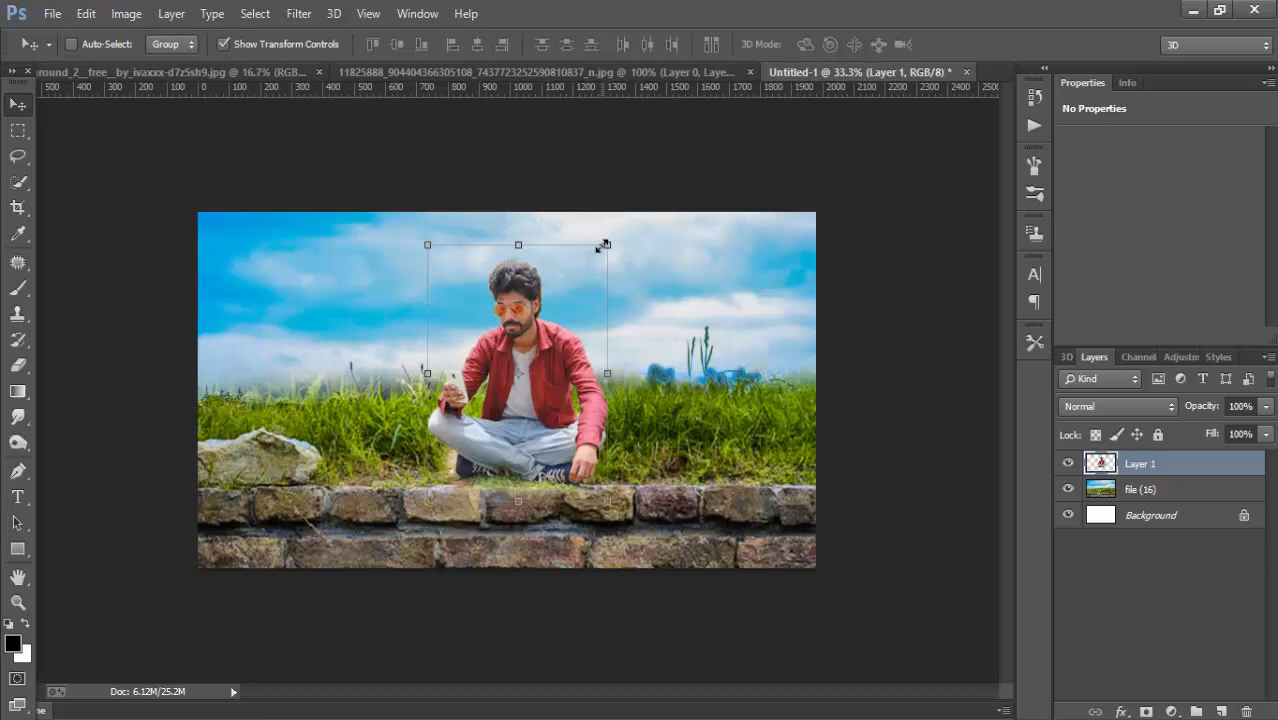 Ps File Edit Image Layer Type Select Filter 3D View Window Help
Auto-Select: Group Show Transform Controls 3D Mode: 3D
round_2__free__by_ivaxxx-d7z5sh9.jpg @ 16.7% (RGB... × 11825888_904404366305108_7437723252590810837_n.jpg @ 100% (Layer 0, Laye... × Untitled-1 @ 33.3% (Layer 1, RGB/8) * ×
500 400 300 200 100 0 100 200 300 400 500 600 700 800 900 1000 1100 1200 1300 1400 1500 1600 1700 1800 1900 2000 2100 2200 2300 2400 250
Properties Info
No Properties
3D Layers Channel Adjustm Styles
Kind
Normal Opacity: 100%
Lock: Fill: 100%
Layer 1
file (16)
Background
Doc: 6.12M/25.2M
me